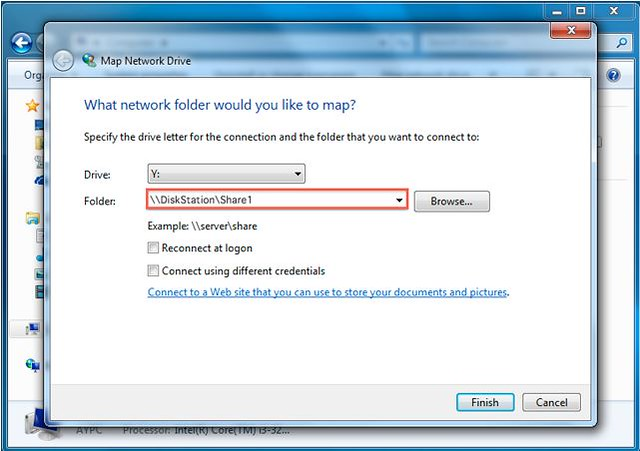 Map Network Drive
What network folder would you like to map?
Specify the drive letter for the connection and the folder that you want to connect to:
Drive: Y:
Folder: \\DiskStation\Share1 Browse...
Example: \\server\share
Reconnect at logon
Connect using different credentials
Connect to a Web site that you can use to store your documents and pictures.
Finish Cancel
AYPC Processor: Intel(R) Core(TM) i3-32...